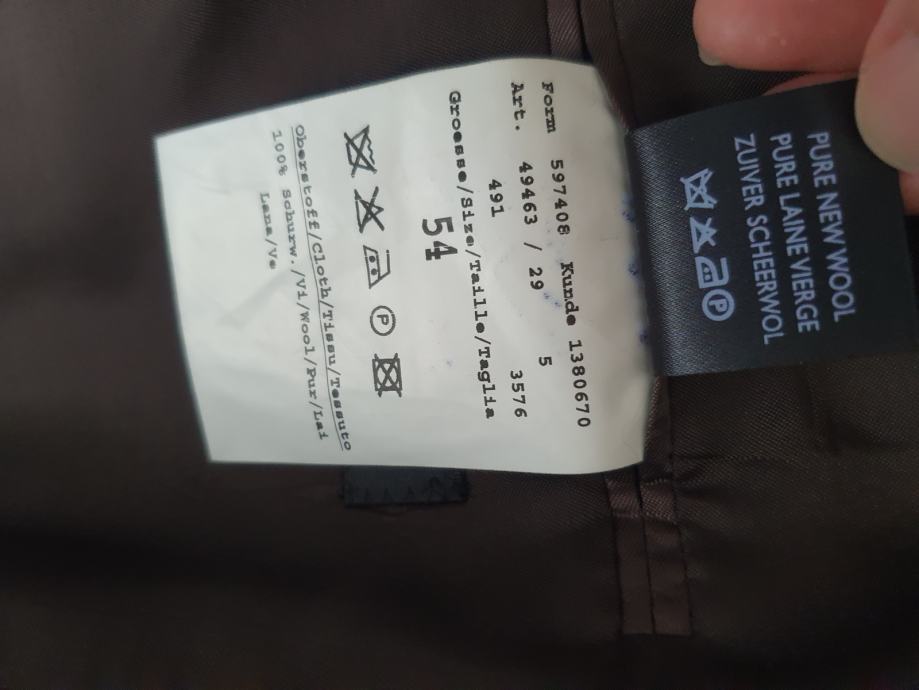 Form 597408 Kunde 1380670
Art. 49463 / 29 5 3576
491
Groesse/Size/Taille/Taglia
54
P
Oberstoff/Cloth/Tissu/Tessuto
100% Schurw./Vi/Wool/Pur/Lai
Lana/Ve
PURE NEW WOOL
PURE LAINE VIERGE
ZUIVER SCHEERWOL
P